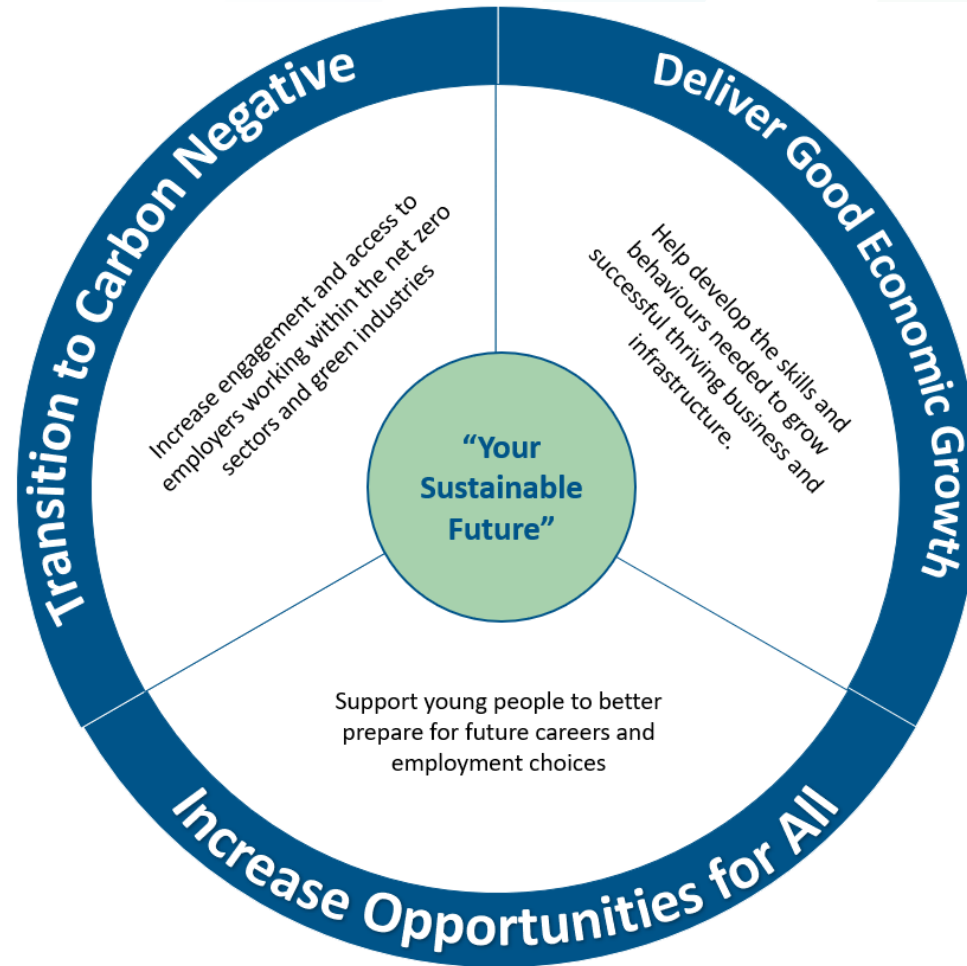 Transition to Carbon Negative
Increase engagement and access to
employers working within the net zero
sectors and green industries
Deliver Good Economic Growth
Help develop the skills and
behaviours needed to grow
successful thriving business and
infrastructure.
“Your
Sustainable
Future”
Support young people to better
prepare for future careers and
employment choices
Increase Opportunities for All